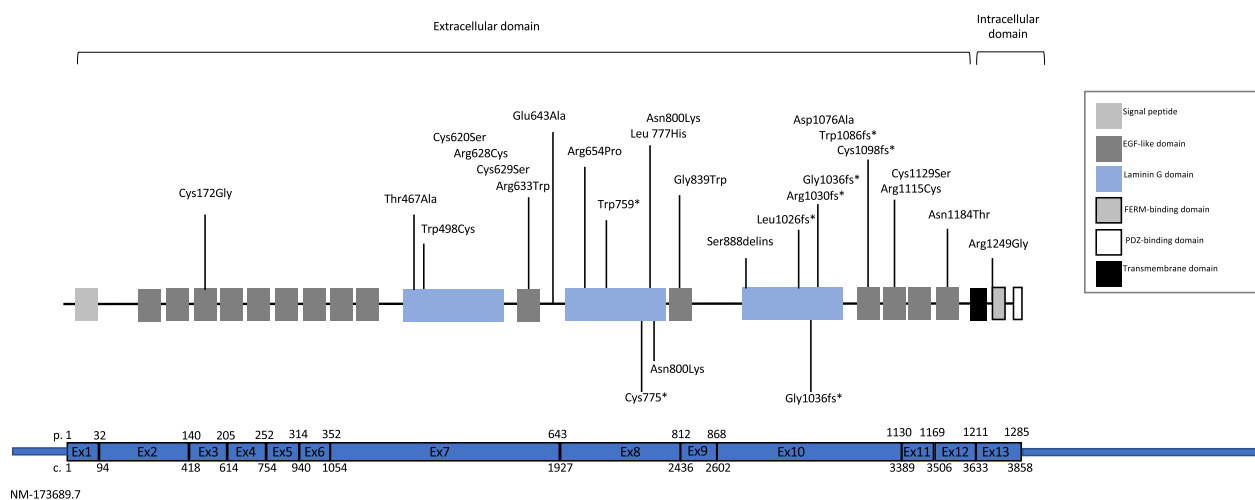 Extracellular domain
Intracellular
domain
Signal peptide
EGF-like domain
Laminin G domain
FERM-binding domain
PDZ-binding domain
Transmembrane domain
Glu643Ala
Asn800Lys
Leu 777His
Asp1076Ala
Trp1086fs*
Cys1098fs*
Cys620Ser
Arg628Cys
Cys629Ser
Arg633Trp
Arg654Pro
Cys172Gly
Thr467Ala
Trp498Cys
Trp759*
Gly839Trp
Gly1036fs*
Arg1030fs*
Leu1026fs*
Cys1129Ser
Arg1115Cys
Asn1184Thr
Ser888delins
Arg1249Gly
Asn800Lys
Cys775*
Gly1036fs*
p. 1 32 140 205 252 314 352 643 812 868 1130 1169 1211 1285
Ex1 Ex2 Ex3 Ex4 Ex5 Ex6 Ex7 Ex8 Ex9 Ex10 Ex11 Ex12 Ex13
c. 1 94 418 614 754 940 1054 1927 2436 2602 3389 3506 3633 3858
NM-173689.7